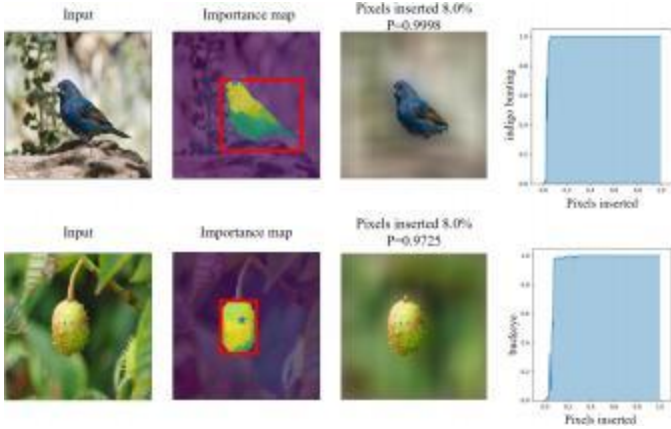 Input
Importance map
Pixels inserted 8.0%
P=0.9998
indigo bunting
Pixels inserted
Input
Importance map
Pixels inserted 8.0%
P=0.9725
buckeye
Pixels inserted